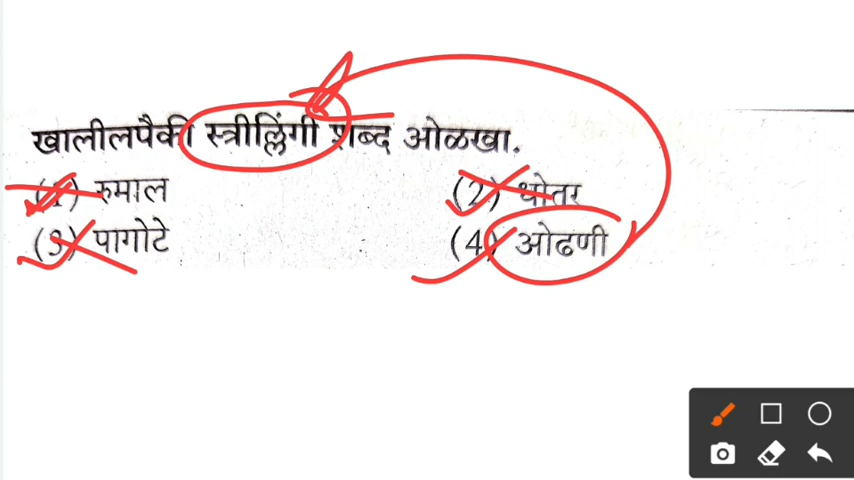 खालीलपैकी स्त्रील्लिंगी शब्द ओळखा.
(1) रुमाल (2) धोतर
(3) पागोटे (4) ओढणी